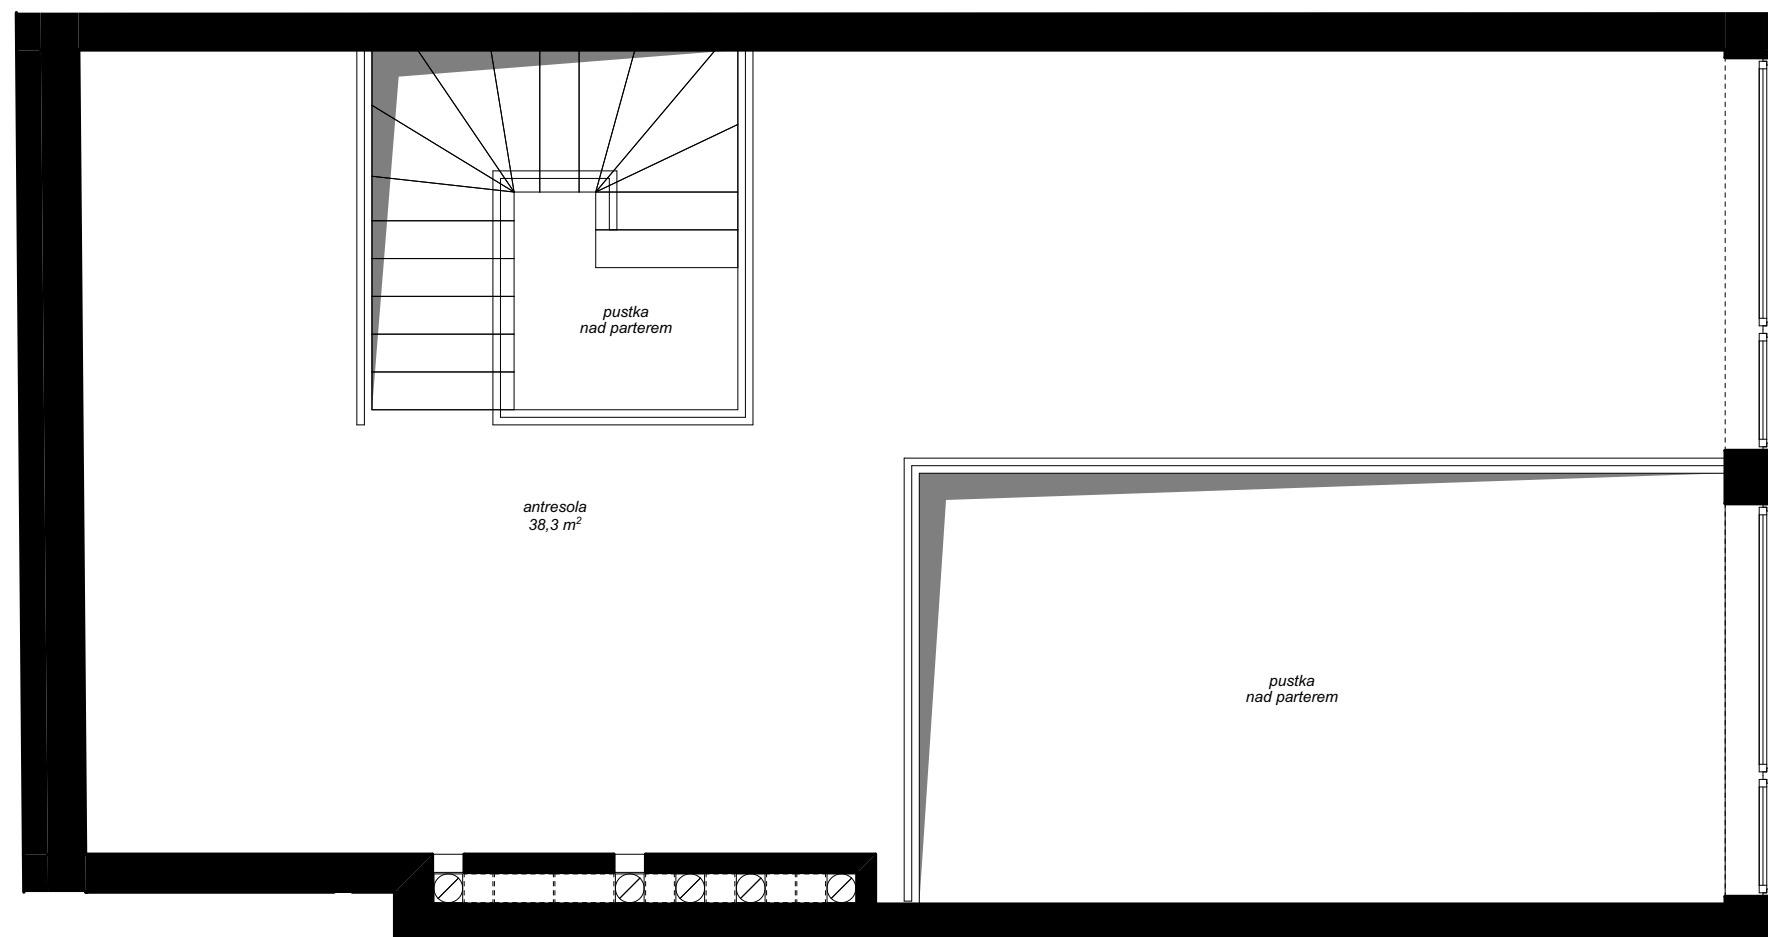 pustka
nad parterem
antresola
38,3 m²
pustka
nad parterem